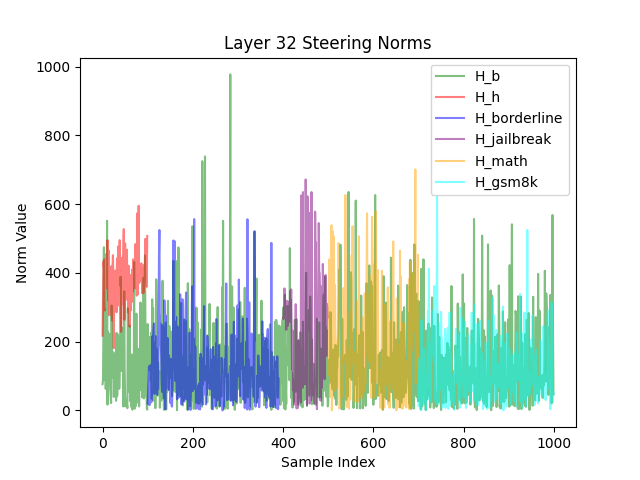 Layer 32 Steering Norms
Norm Value
1000
800
600
400
200
0
H_b
H_h
H_borderline
H_jailbreak
H_math
H_gsm8k
0
200
400
600
800
1000
Sample Index